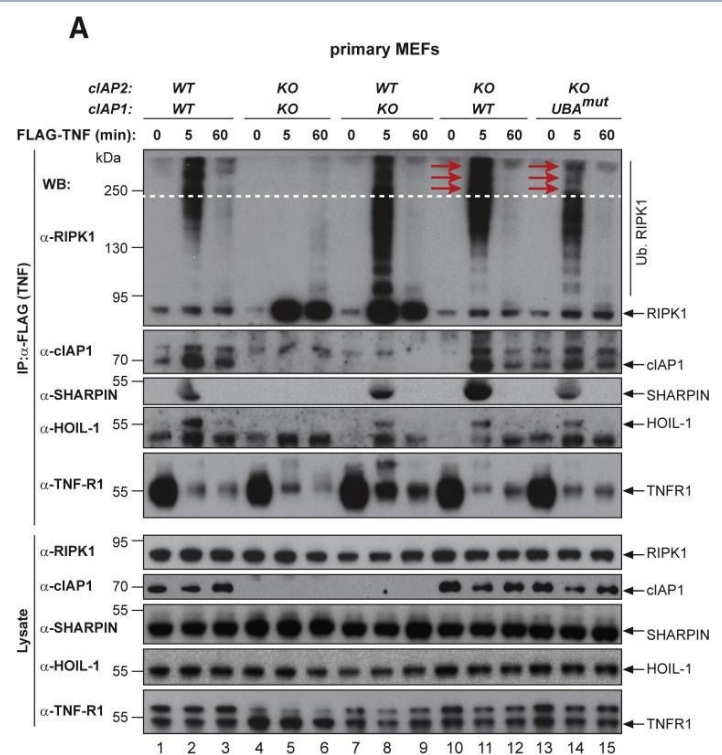 A
primary MEFs
cIAP2: WT KO WT KO KO
cIAP1: WT KO KO WT UBAmut
FLAG-TNF (min): 0 5 60 0 5 60 0 5 60 0 5 60 0 5 60
kDa
WB:
250
α-RIPK1
130
95
RIPK1
Ub. RIPK1
IP:α-FLAG (TNF)
α-cIAP1
70
cIAP1
55
α-SHARPIN
SHARPIN
α-HOIL-1
55
HOIL-1
α-TNF-R1
55
TNFR1
Lysate
95
α-RIPK1
RIPK1
α-cIAP1
70
cIAP1
55
α-SHARPIN
SHARPIN
α-HOIL-1
55
HOIL-1
α-TNF-R1
55
TNFR1
1 2 3 4 5 6 7 8 9 10 11 12 13 14 15